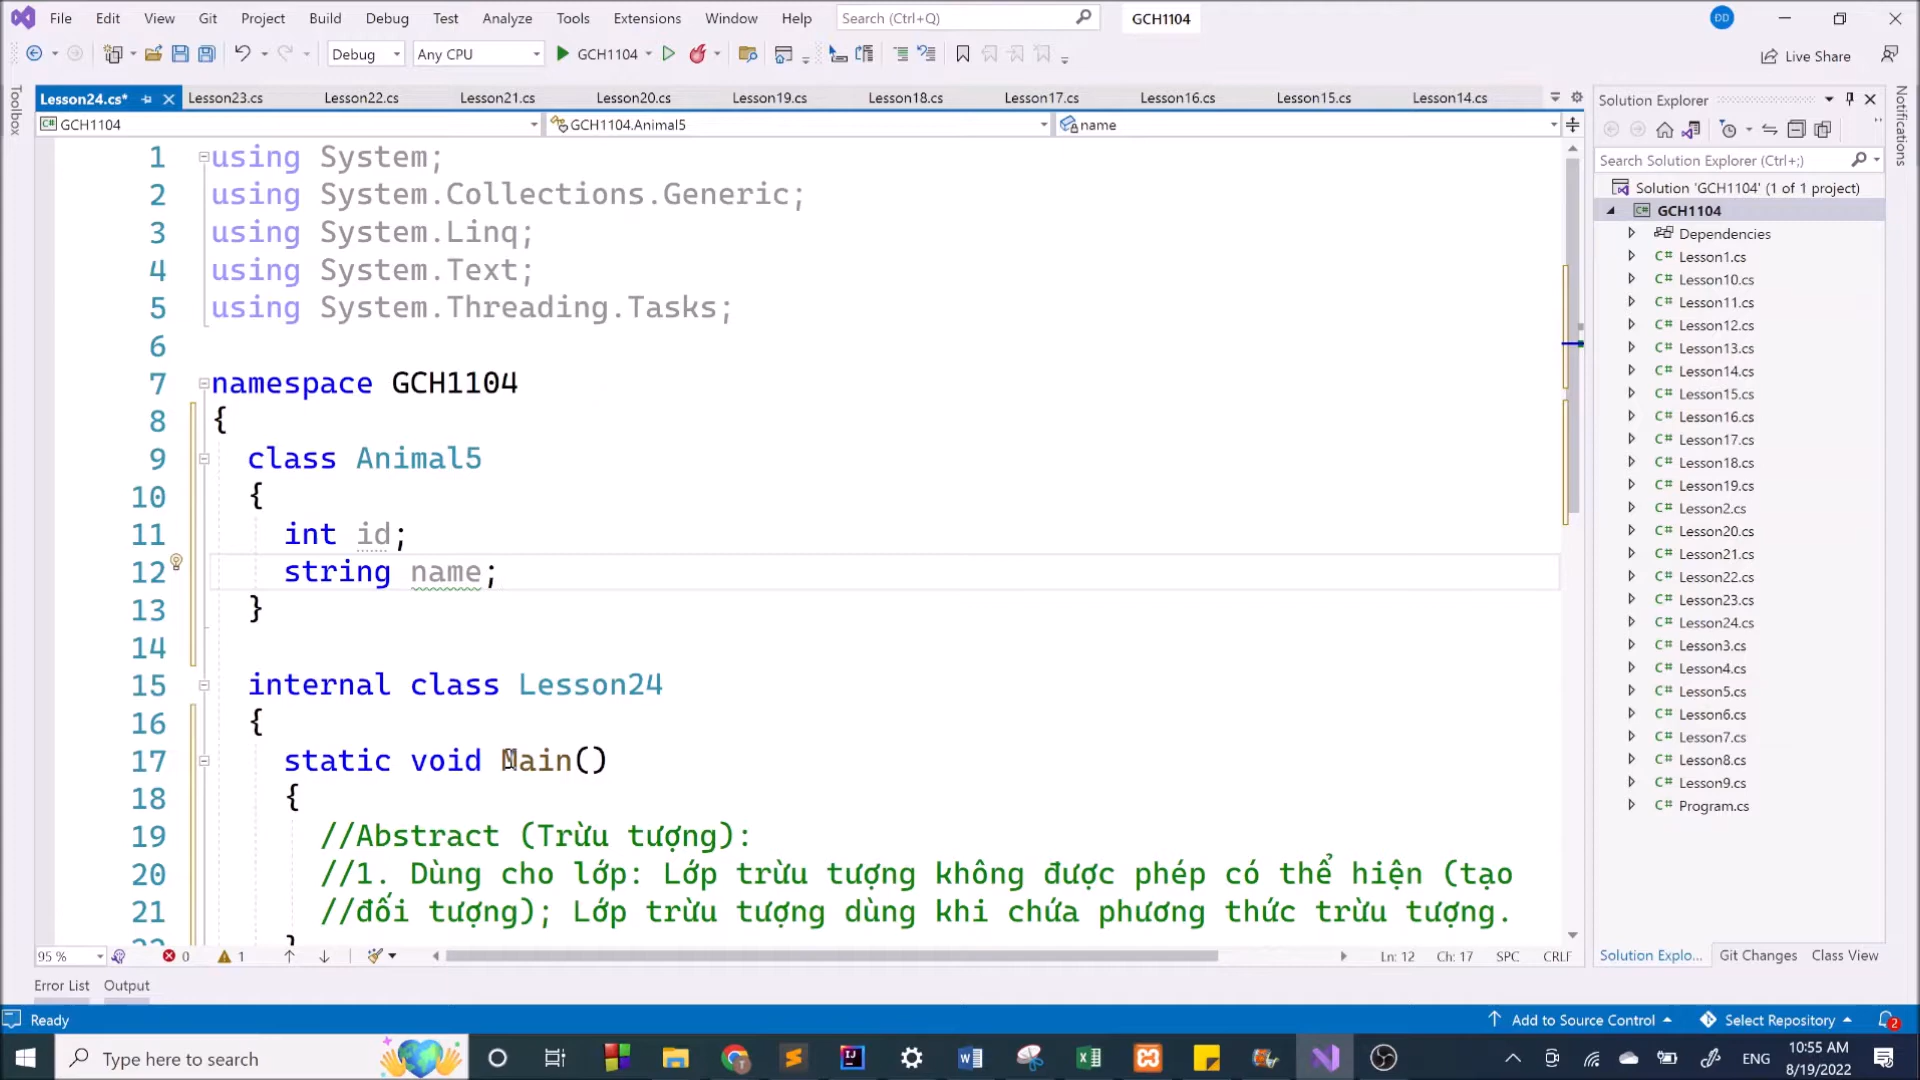 File Edit View Git Project Build Debug Test Analyze Tools Extensions Window Help Search (Ctrl+Q) GCH1104 DD
Debug Any CPU GCH1104 Live Share
Toolbox
Lesson24.cs* Lesson23.cs Lesson22.cs Lesson21.cs Lesson20.cs Lesson19.cs Lesson18.cs Lesson17.cs Lesson16.cs Lesson15.cs Lesson14.cs
GCH1104 GCH1104.Animal5 name
1 using System;
2 using System.Collections.Generic;
3 using System.Linq;
4 using System.Text;
5 using System.Threading.Tasks;
6
7 namespace GCH1104
8 {
9 class Animal5
10 {
11 int id;
12 string name;
13 }
14
15 internal class Lesson24
16 {
17 static void Main()
18 {
19 //Abstract (Trừu tượng):
20 //1. Dùng cho lớp: Lớp trừu tượng không được phép có thể hiện (tạo
21 //đối tượng); Lớp trừu tượng dùng khi chứa phương thức trừu tượng.
22 }
95 % 0 1 Ln: 12 Ch: 17 SPC CRLF
Error List Output
Solution Explorer
Search Solution Explorer (Ctrl+;)
Solution 'GCH1104' (1 of 1 project)
GCH1104
Dependencies
C# Lesson1.cs
C# Lesson10.cs
C# Lesson11.cs
C# Lesson12.cs
C# Lesson13.cs
C# Lesson14.cs
C# Lesson15.cs
C# Lesson16.cs
C# Lesson17.cs
C# Lesson18.cs
C# Lesson19.cs
C# Lesson2.cs
C# Lesson20.cs
C# Lesson21.cs
C# Lesson22.cs
C# Lesson23.cs
C# Lesson24.cs
C# Lesson3.cs
C# Lesson4.cs
C# Lesson5.cs
C# Lesson6.cs
C# Lesson7.cs
C# Lesson8.cs
C# Lesson9.cs
C# Program.cs
Solution Explo... Git Changes Class View
Notifications
Ready Add to Source Control Select Repository 2
Type here to search ENG 10:55 AM
8/19/2022